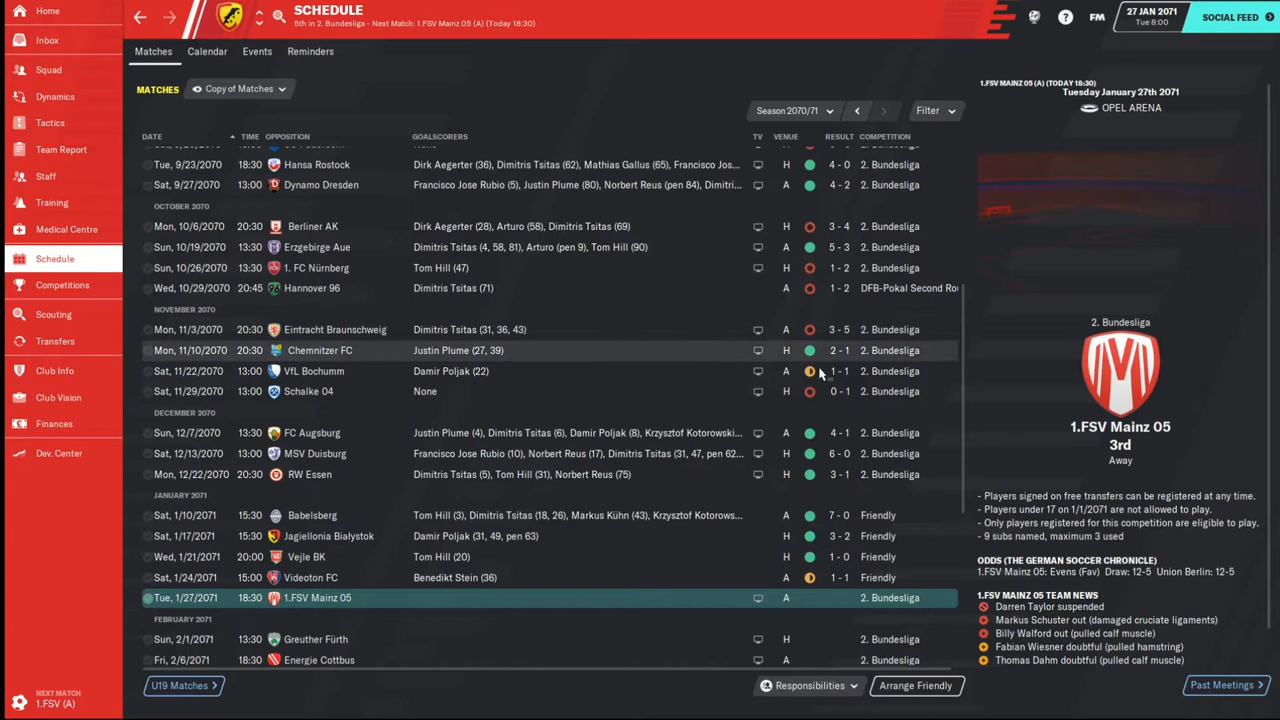 Home
Inbox
Squad
Dynamics
Tactics
Team Report
Staff
Training
Medical Centre
Schedule
Competitions
Scouting
Transfers
Club Info
Club Vision
Finances
Dev. Center
NEXT MATCH
1.FSV (A)
SCHEDULE
5th in 2. Bundesliga - Next Match: 1.FSV Mainz 05 (A) (Today 18:30)
? FM
27 JAN 2071
Tue 8:00
SOCIAL FEED
Matches Calendar Events Reminders
MATCHES Copy of Matches
Season 2070/71 Filter
DATE TIME OPPOSITION GOALSCORERS TV VENUE RESULT COMPETITION
Tue, 9/23/2070 18:30 Hansa Rostock Dirk Aegerter (36), Dimitris Tsitas (62), Mathias Gallus (65), Francisco Jos... H 4 - 0 2. Bundesliga
Sat, 9/27/2070 13:00 Dynamo Dresden Francisco Jose Rubio (5), Justin Plume (80), Norbert Reus (pen 84), Dimitri... A 4 - 2 2. Bundesliga
OCTOBER 2070
Mon, 10/6/2070 20:30 Berliner AK Dirk Aegerter (28), Arturo (58), Dimitris Tsitas (69) H 3 - 4 2. Bundesliga
Sun, 10/19/2070 13:30 Erzgebirge Aue Dimitris Tsitas (4, 58, 81), Arturo (pen 9), Tom Hill (90) A 5 - 3 2. Bundesliga
Sun, 10/26/2070 13:30 1. FC Nürnberg Tom Hill (47) H 1 - 2 2. Bundesliga
Wed, 10/29/2070 20:45 Hannover 96 Dimitris Tsitas (71) A 1 - 2 DFB-Pokal Second Ro
NOVEMBER 2070
Mon, 11/3/2070 20:30 Eintracht Braunschweig Dimitris Tsitas (31, 36, 43) A 3 - 5 2. Bundesliga
Mon, 11/10/2070 20:30 Chemnitzer FC Justin Plume (27, 39) H 2 - 1 2. Bundesliga
Sat, 11/22/2070 13:00 VfL Bochumm Damir Poljak (22) A 1 - 1 2. Bundesliga
Sat, 11/29/2070 13:00 Schalke 04 None H 0 - 1 2. Bundesliga
DECEMBER 2070
Sun, 12/7/2070 13:30 FC Augsburg Justin Plume (4), Dimitris Tsitas (6), Damir Poljak (8), Krzysztof Kotorowski... A 4 - 1 2. Bundesliga
Sat, 12/13/2070 13:00 MSV Duisburg Francisco Jose Rubio (10), Norbert Reus (17), Dimitris Tsitas (31, 47, pen 62... H 6 - 0 2. Bundesliga
Mon, 12/22/2070 20:30 RW Essen Dimitris Tsitas (5), Tom Hill (31), Norbert Reus (75) H 3 - 1 2. Bundesliga
JANUARY 2071
Sat, 1/10/2071 15:30 Babelsberg Tom Hill (3), Dimitris Tsitas (18, 26), Markus Kühn (43), Krzysztof Kotorowsk... A 7 - 0 Friendly
Sat, 1/17/2071 15:30 Jagiellonia Bialystok Damir Poljak (31, 49, pen 63) H 3 - 2 Friendly
Wed, 1/21/2071 20:00 Vejle BK Tom Hill (20) H 1 - 0 Friendly
Sat, 1/24/2071 15:00 Videoton FC Benedikt Stein (36) A 1 - 1 Friendly
Tue, 1/27/2071 18:30 1.FSV Mainz 05 A 2. Bundesliga
FEBRUARY 2071
Sun, 2/1/2071 13:30 Greuther Fürth H 2. Bundesliga
Fri, 2/6/2071 18:30 Energie Cottbus A 2. Bundesliga
U19 Matches Responsibilities Arrange Friendly
1.FSV MAINZ 05 (A) (TODAY 18:30)
Tuesday January 27th 2071
OPEL ARENA
2. Bundesliga
1.FSV Mainz 05
3rd
Away
- Players signed on free transfers can be registered at any time.
- Players under 17 on 1/1/2071 are not allowed to play.
- Only players registered for this competition are eligible to play.
- 9 subs named, maximum 3 used
ODDS (THE GERMAN SOCCER CHRONICLE)
1.FSV Mainz 05: Evens (Fav) Draw: 12-5 Union Berlin: 12-5
1.FSV MAINZ 05 TEAM NEWS
Darren Taylor suspended
Markus Schuster out (damaged cruciate ligaments)
Billy Walford out (pulled calf muscle)
Fabian Wiesner doubtful (pulled hamstring)
Thomas Dahm doubtful (pulled calf muscle)
Past Meetings